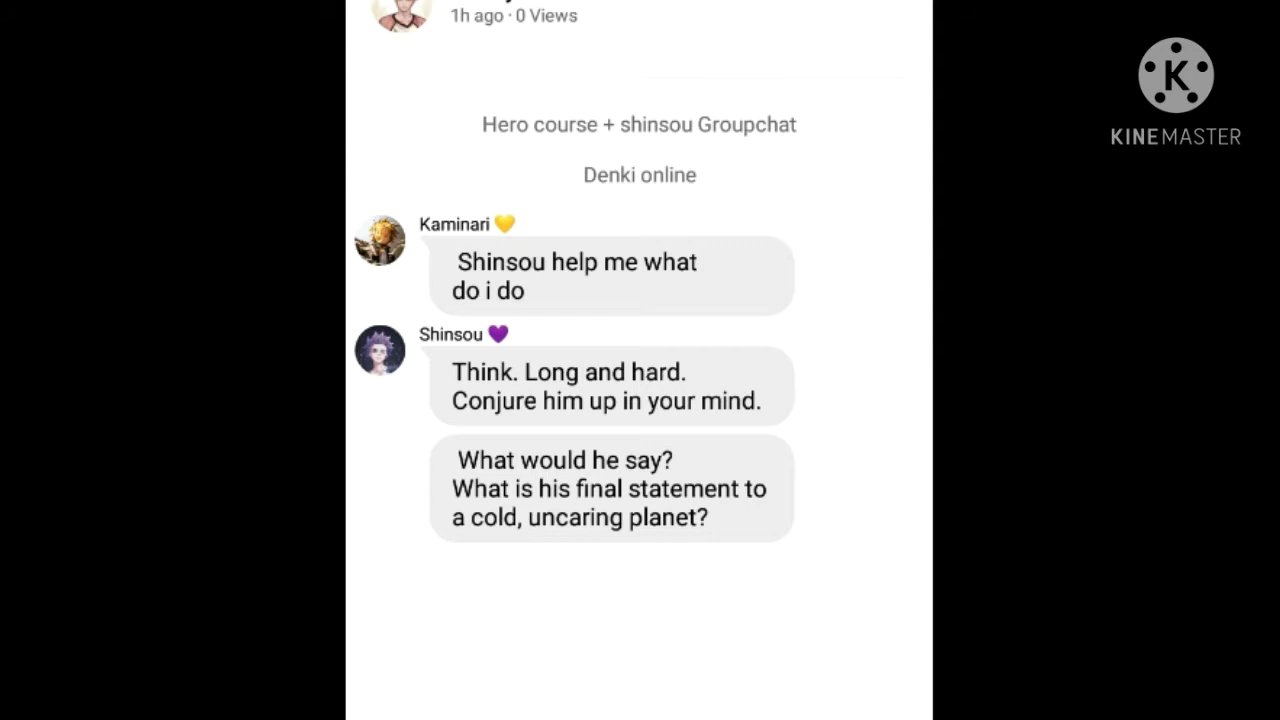 1h ago · 0 Views
K
KINEMASTER
Hero course + shinsou Groupchat
Denki online
Kaminari 💛
Shinsou help me what
do i do
Shinsou 💜
Think. Long and hard.
Conjure him up in your mind.
What would he say?
What is his final statement to
a cold, uncaring planet?